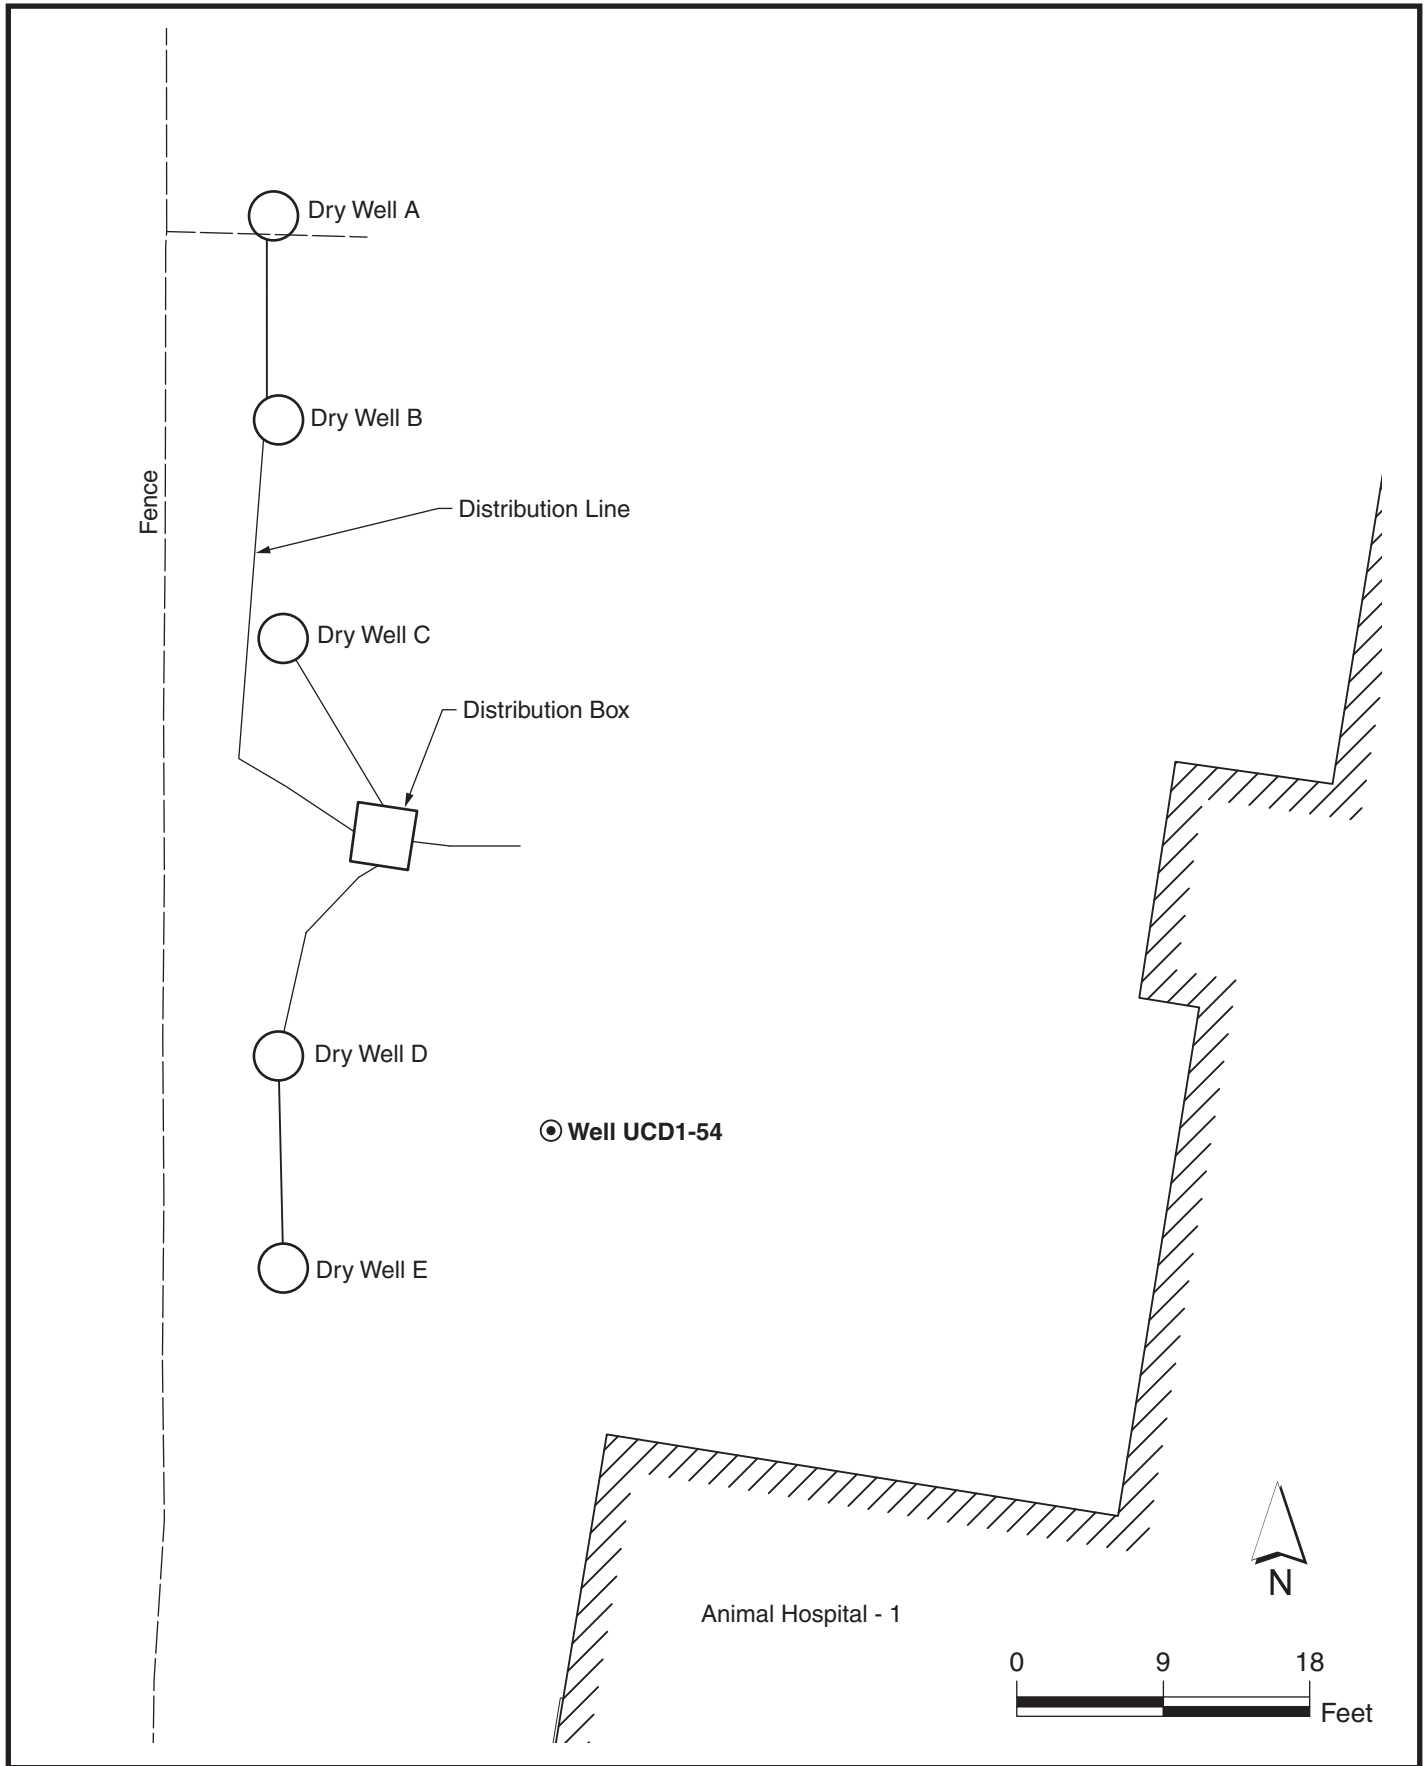 Dry Well A
Dry Well B
Fence
Distribution Line
Dry Well C
Distribution Box
Dry Well D
Well UCD1-54
Dry Well E
N
Animal Hospital - 1
0 9 18
Feet